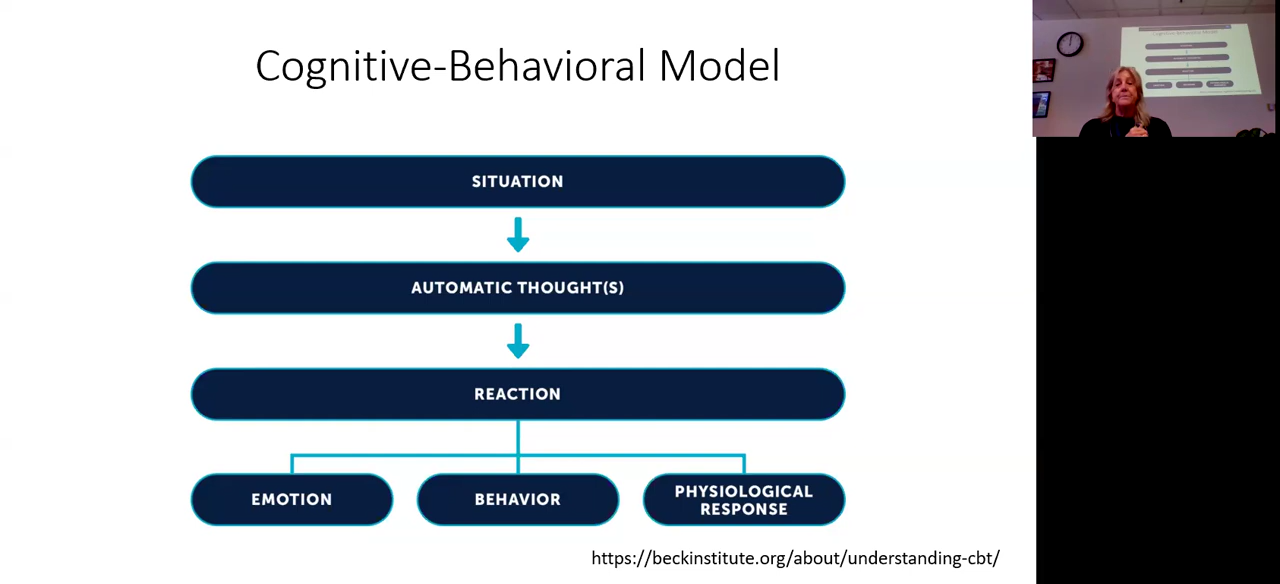 Cognitive-Behavioral Model
SITUATION
AUTOMATIC THOUGHT(S)
REACTION
EMOTION
BEHAVIOR
PHYSIOLOGICAL
RESPONSE
https://beckinstitute.org/about/understanding-cbt/